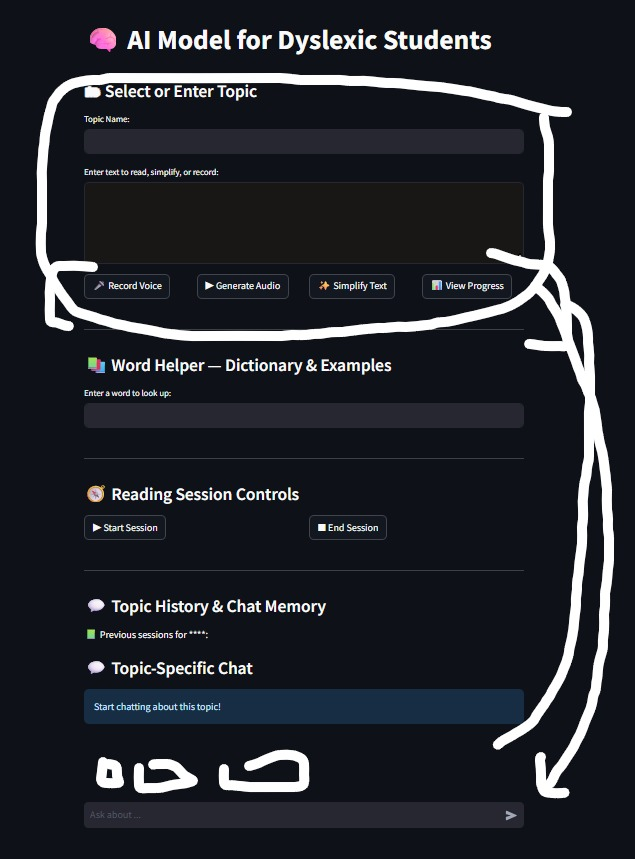 🧠 AI Model for Dyslexic Students
Select or Enter Topic
Topic Name:
Enter text to read, simplify, or record:
🎤 Record Voice ▶ Generate Audio ✨ Simplify Text 📊 View Progress
📚 Word Helper — Dictionary & Examples
Enter a word to look up:
🧭 Reading Session Controls
▶ Start Session ⏹ End Session
💬 Topic History & Chat Memory
📗 Previous sessions for ****:
💬 Topic-Specific Chat
Start chatting about this topic!
Ask about ...